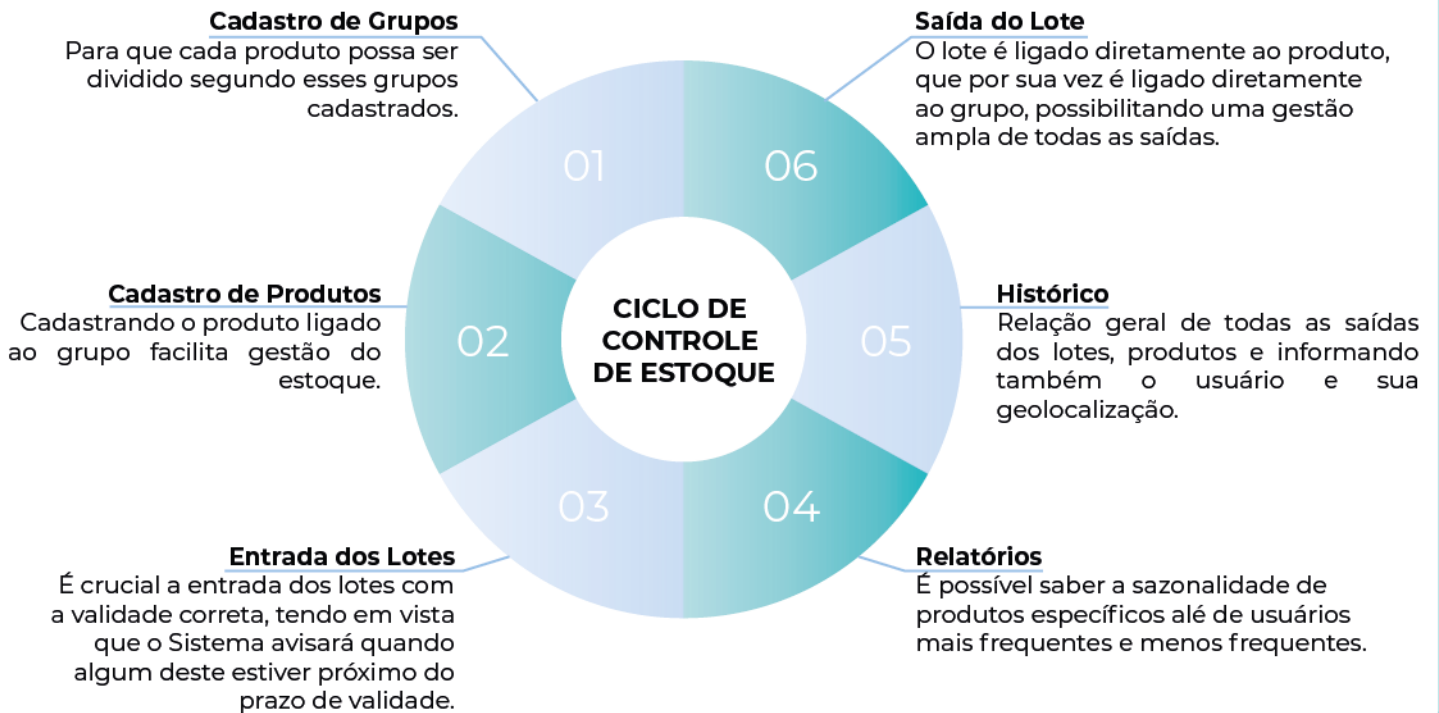 Cadastro de Grupos
Para que cada produto possa ser
dividido segundo esses grupos
cadastrados.
01
Cadastro de Produtos
Cadastrando o produto ligado
ao grupo facilita gestão do
estoque.
02
Entrada dos Lotes
É crucial a entrada dos lotes com
a validade correta, tendo em vista
que o Sistema avisará quando
algum deste estiver próximo do
prazo de validade.
03
CICLO DE
CONTROLE
DE ESTOQUE
04
Relatórios
É possível saber a sazonalidade de
produtos específicos alé de usuários
mais frequentes e menos frequentes.
05
Histórico
Relação geral de todas as saídas
dos lotes, produtos e informando
também o usuário e sua
geolocalização.
06
Saída do Lote
O lote é ligado diretamente ao produto,
que por sua vez é ligado diretamente
ao grupo, possibilitando uma gestão
ampla de todas as saídas.